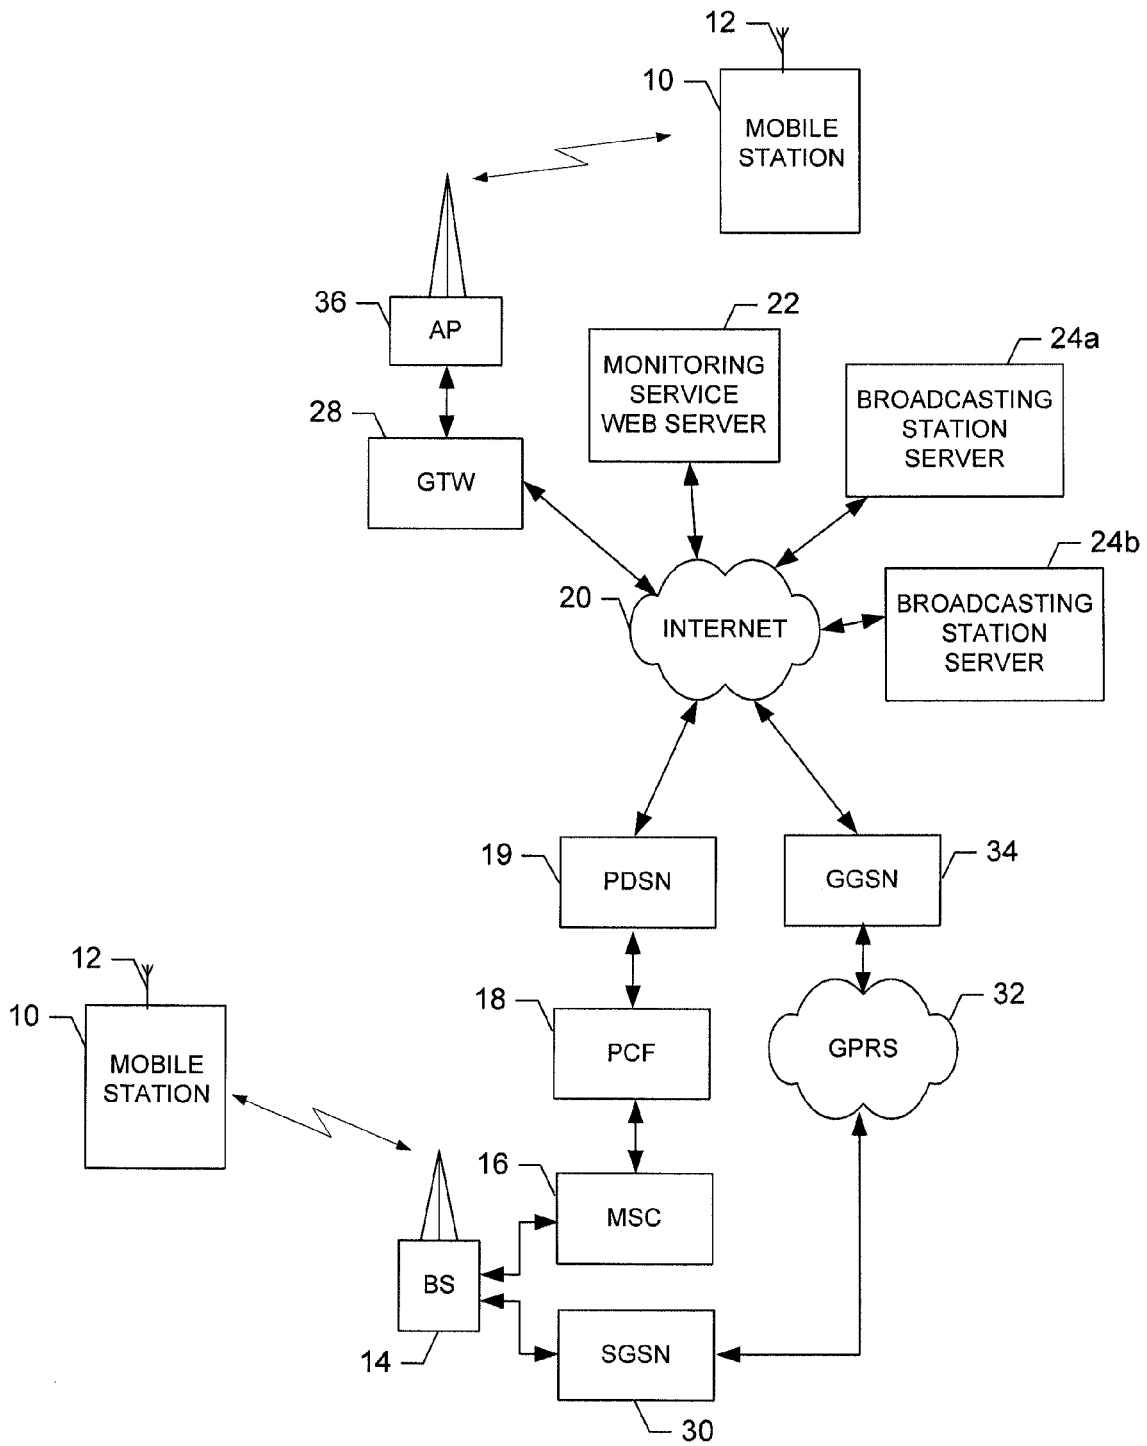 12
10
MOBILE
STATION
36
AP
22
MONITORING
SERVICE
WEB SERVER
24a
BROADCASTING
STATION
SERVER
28
GTW
24b
BROADCASTING
STATION
SERVER
20
INTERNET
19
PDSN
34
GGSN
12
10
MOBILE
STATION
18
PCF
32
GPRS
16
MSC
BS
14
SGSN
30